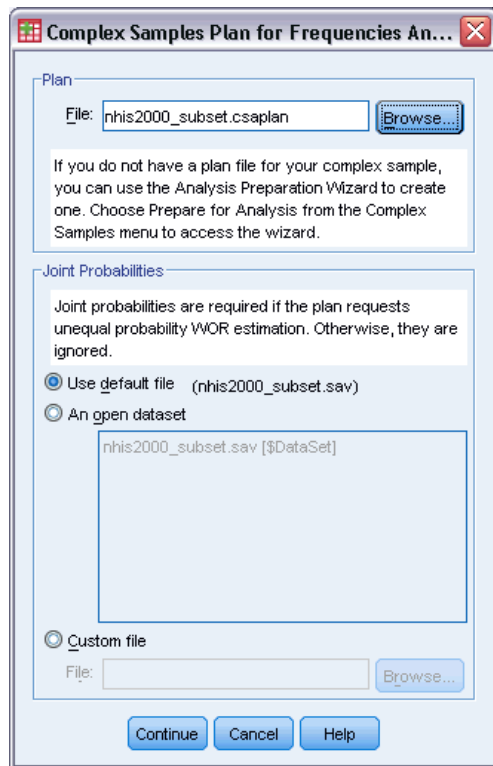 Complex Samples Plan for Frequencies An...
Plan
File: nhis2000_subset.csaplan Browse...
If you do not have a plan file for your complex sample,
you can use the Analysis Preparation Wizard to create
one. Choose Prepare for Analysis from the Complex
Samples menu to access the wizard.
Joint Probabilities
Joint probabilities are required if the plan requests
unequal probability WOR estimation. Otherwise, they are
ignored.
Use default file (nhis2000_subset.sav)
An open dataset
nhis2000_subset.sav [$DataSet]
Custom file
File: Browse...
Continue Cancel Help